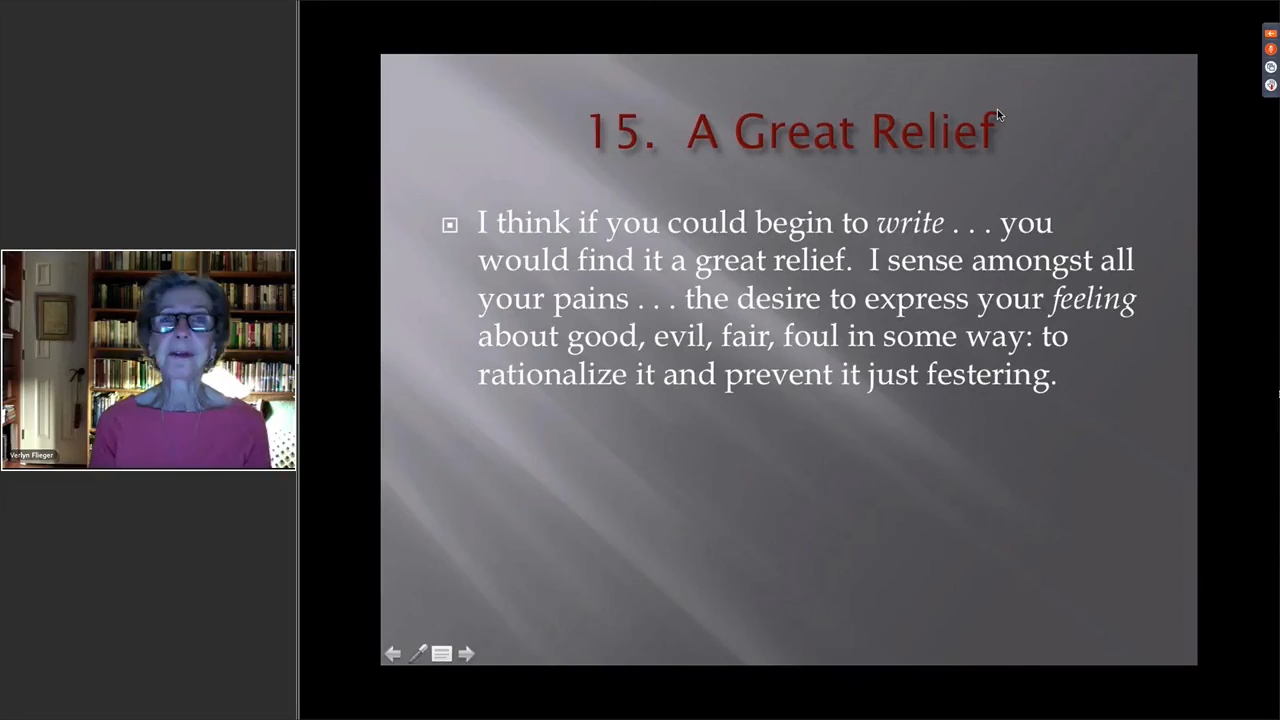 15. A Great Relief
I think if you could begin to write . . . you
would find it a great relief. I sense amongst all
your pains . . . the desire to express your feeling
about good, evil, fair, foul in some way: to
rationalize it and prevent it just festering.
Verlyn Flieger